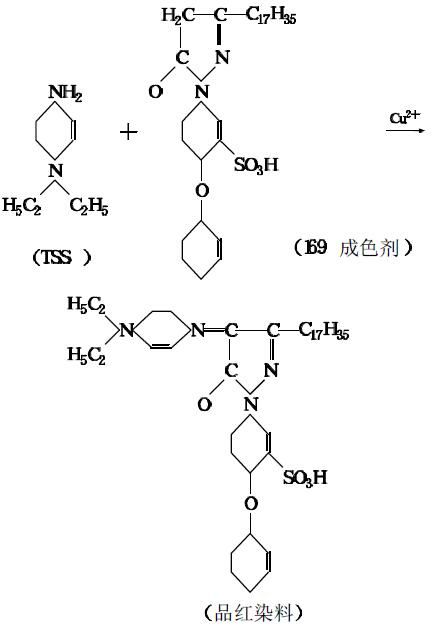 H₂C C C₁₇H₃₅
C N
O N
NH₂
+ Cu²⁺
SO₃H
N
O
H₅C₂ C₂H₅
(TSS) (169 成色剂)
H₅C₂
N N C C C₁₇H₃₅
H₅C₂
C N
O N
SO₃H
O
(品红染料)